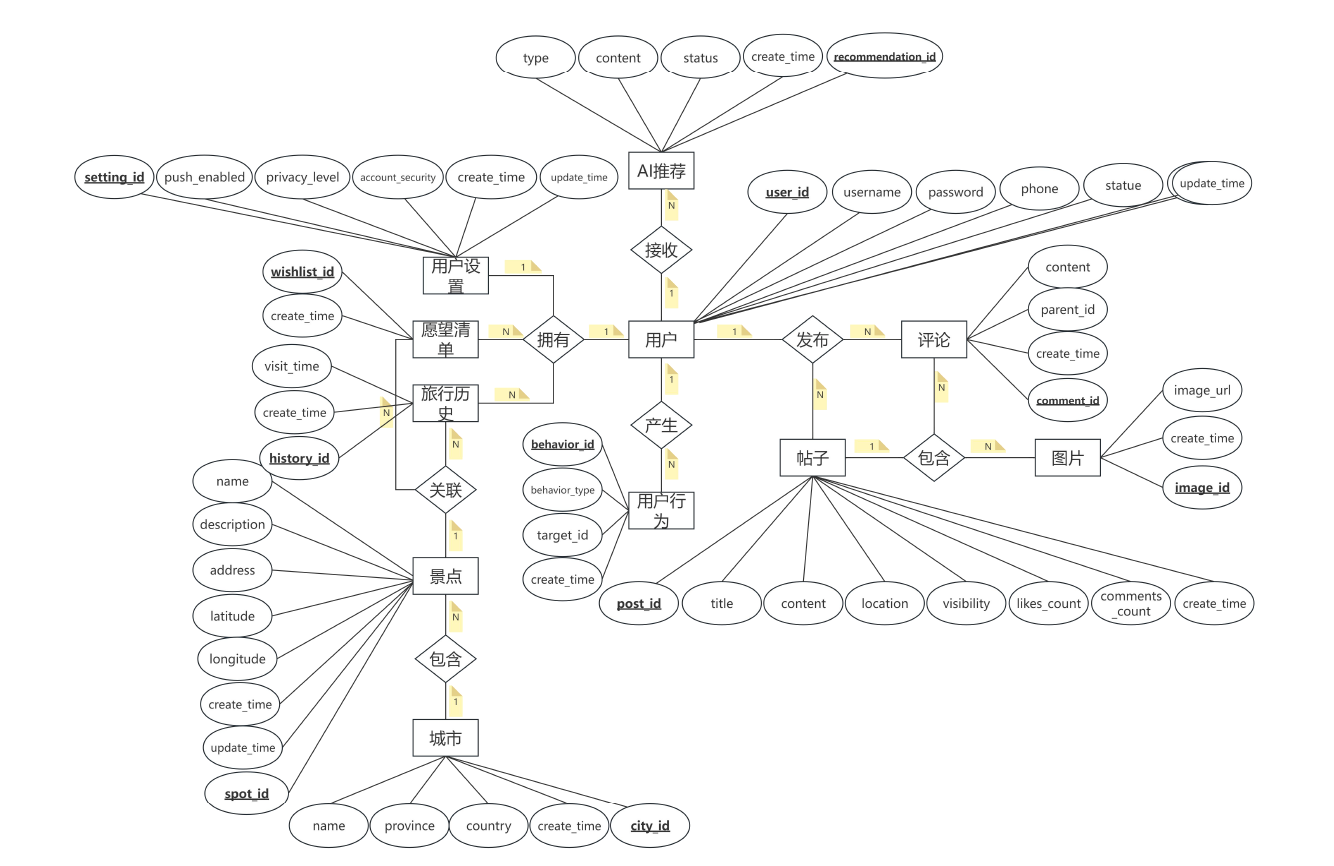 type
content
status
create_time
recommendation_id
AI推荐
setting_id
push_enabled
privacy_level
account_security
create_time
update_time
user_id
username
password
phone
statue
update_time
N
接收
1
用户设
置
1
wishlist_id
create_time
愿望清
单
N
拥有
1
用户
1
发布
N
评论
content
parent_id
create_time
comment_id
visit_time
create_time
history_id
旅行历
史
N
N
N
关联
1
1
产生
N
behavior_id
behavior_type
target_id
create_time
用户行
为
N
N
帖子
1
包含
N
图片
image_url
create_time
image_id
name
description
address
latitude
longitude
create_time
update_time
spot_id
景点
N
包含
1
城市
post_id
title
content
location
visibility
likes_count
comments
_count
create_time
name
province
country
create_time
city_id